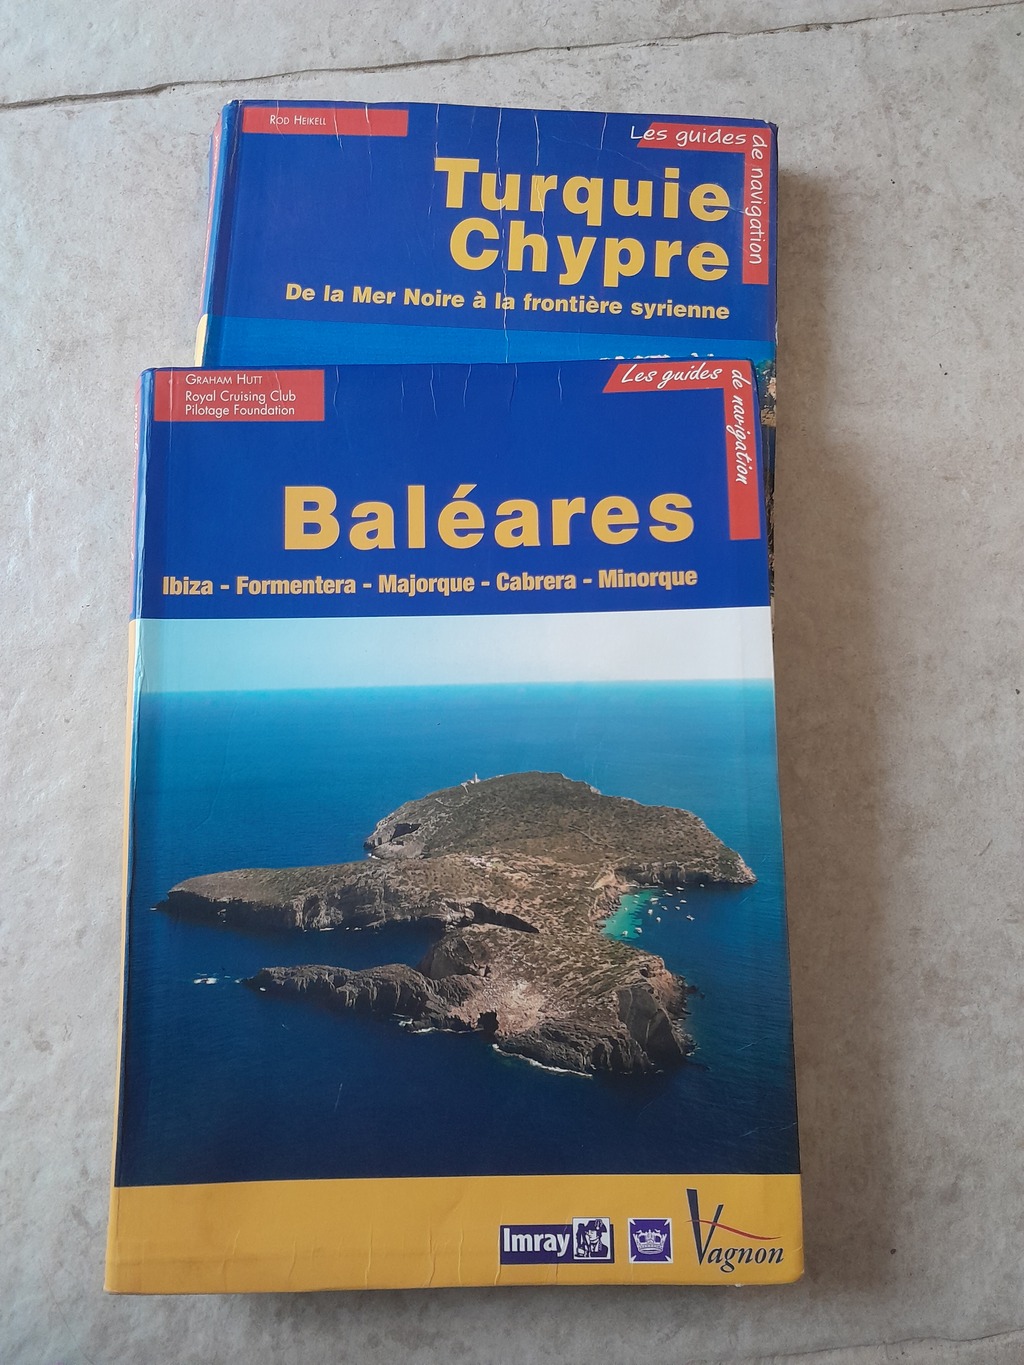 Rod Heikell
Les guides de navigation
Turquie
Chypre
De la Mer Noire à la frontière syrienne
Graham Hutt
Royal Cruising Club
Pilotage Foundation
Les guides de navigation
Baléares
Ibiza - Formentera - Majorque - Cabrera - Minorque
Imray
Vagnon